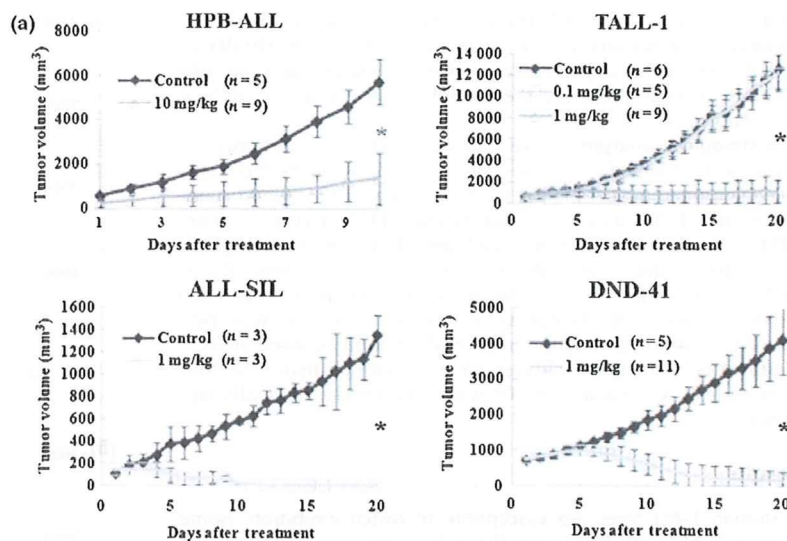 (a)
HPB-ALL
Tumor volume (mm³)
8000
6000
4000
2000
0
Control (n = 5)
10 mg/kg (n = 9)
*
1 3 5 7 9
Days after treatment
TALL-1
Tumor volume (mm³)
14 000
12 000
10 000
8000
6000
4000
2000
0
Control (n = 6)
0.1 mg/kg (n = 5)
1 mg/kg (n = 9)
*
0 5 10 15 20
Days after treatment
ALL-SIL
Tumor volume (mm³)
1600
1400
1200
1000
800
600
400
200
0
Control (n = 3)
1 mg/kg (n = 3)
*
0 5 10 15 20
Days after treatment
DND-41
Tumor volume (mm³)
5000
4000
3000
2000
1000
0
Control (n = 5)
1 mg/kg (n = 11)
*
0 5 10 15 20
Days after treatment